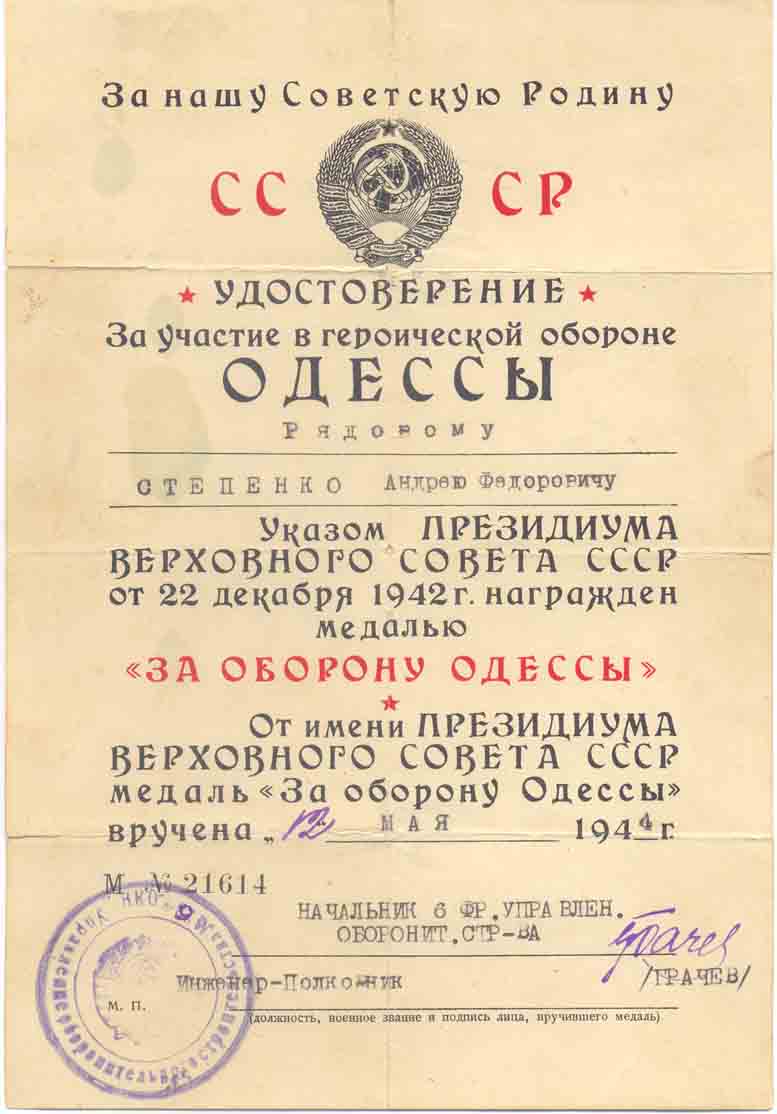 За нашу Советскую Родину
СССР
УДОСТОВЕРЕНИЕ
За участие в героической обороне
ОДЕССЫ
Рядовому
СТЕПЕНКО Андрею Федоровичу
Указом ПРЕЗИДИУМА
ВЕРХОВНОГО СОВЕТА СССР
от 22 декабря 1942 г. награжден
медалью
«ЗА ОБОРОНУ ОДЕССЫ»
От имени ПРЕЗИДИУМА
ВЕРХОВНОГО СОВЕТА СССР
медаль «За оборону Одессы»
вручена „12 МАЯ 1944 г.
М № 21614
НАЧАЛЬНИК 6 ФР.УПРАВЛЕН.
ОБОРОНИТ.СТР-ВА
Грачев
Инженер-Полковник /ГРАЧЕВ/
М. П.
(должность, военное звание и подпись лица, вручившего медаль)
НКО